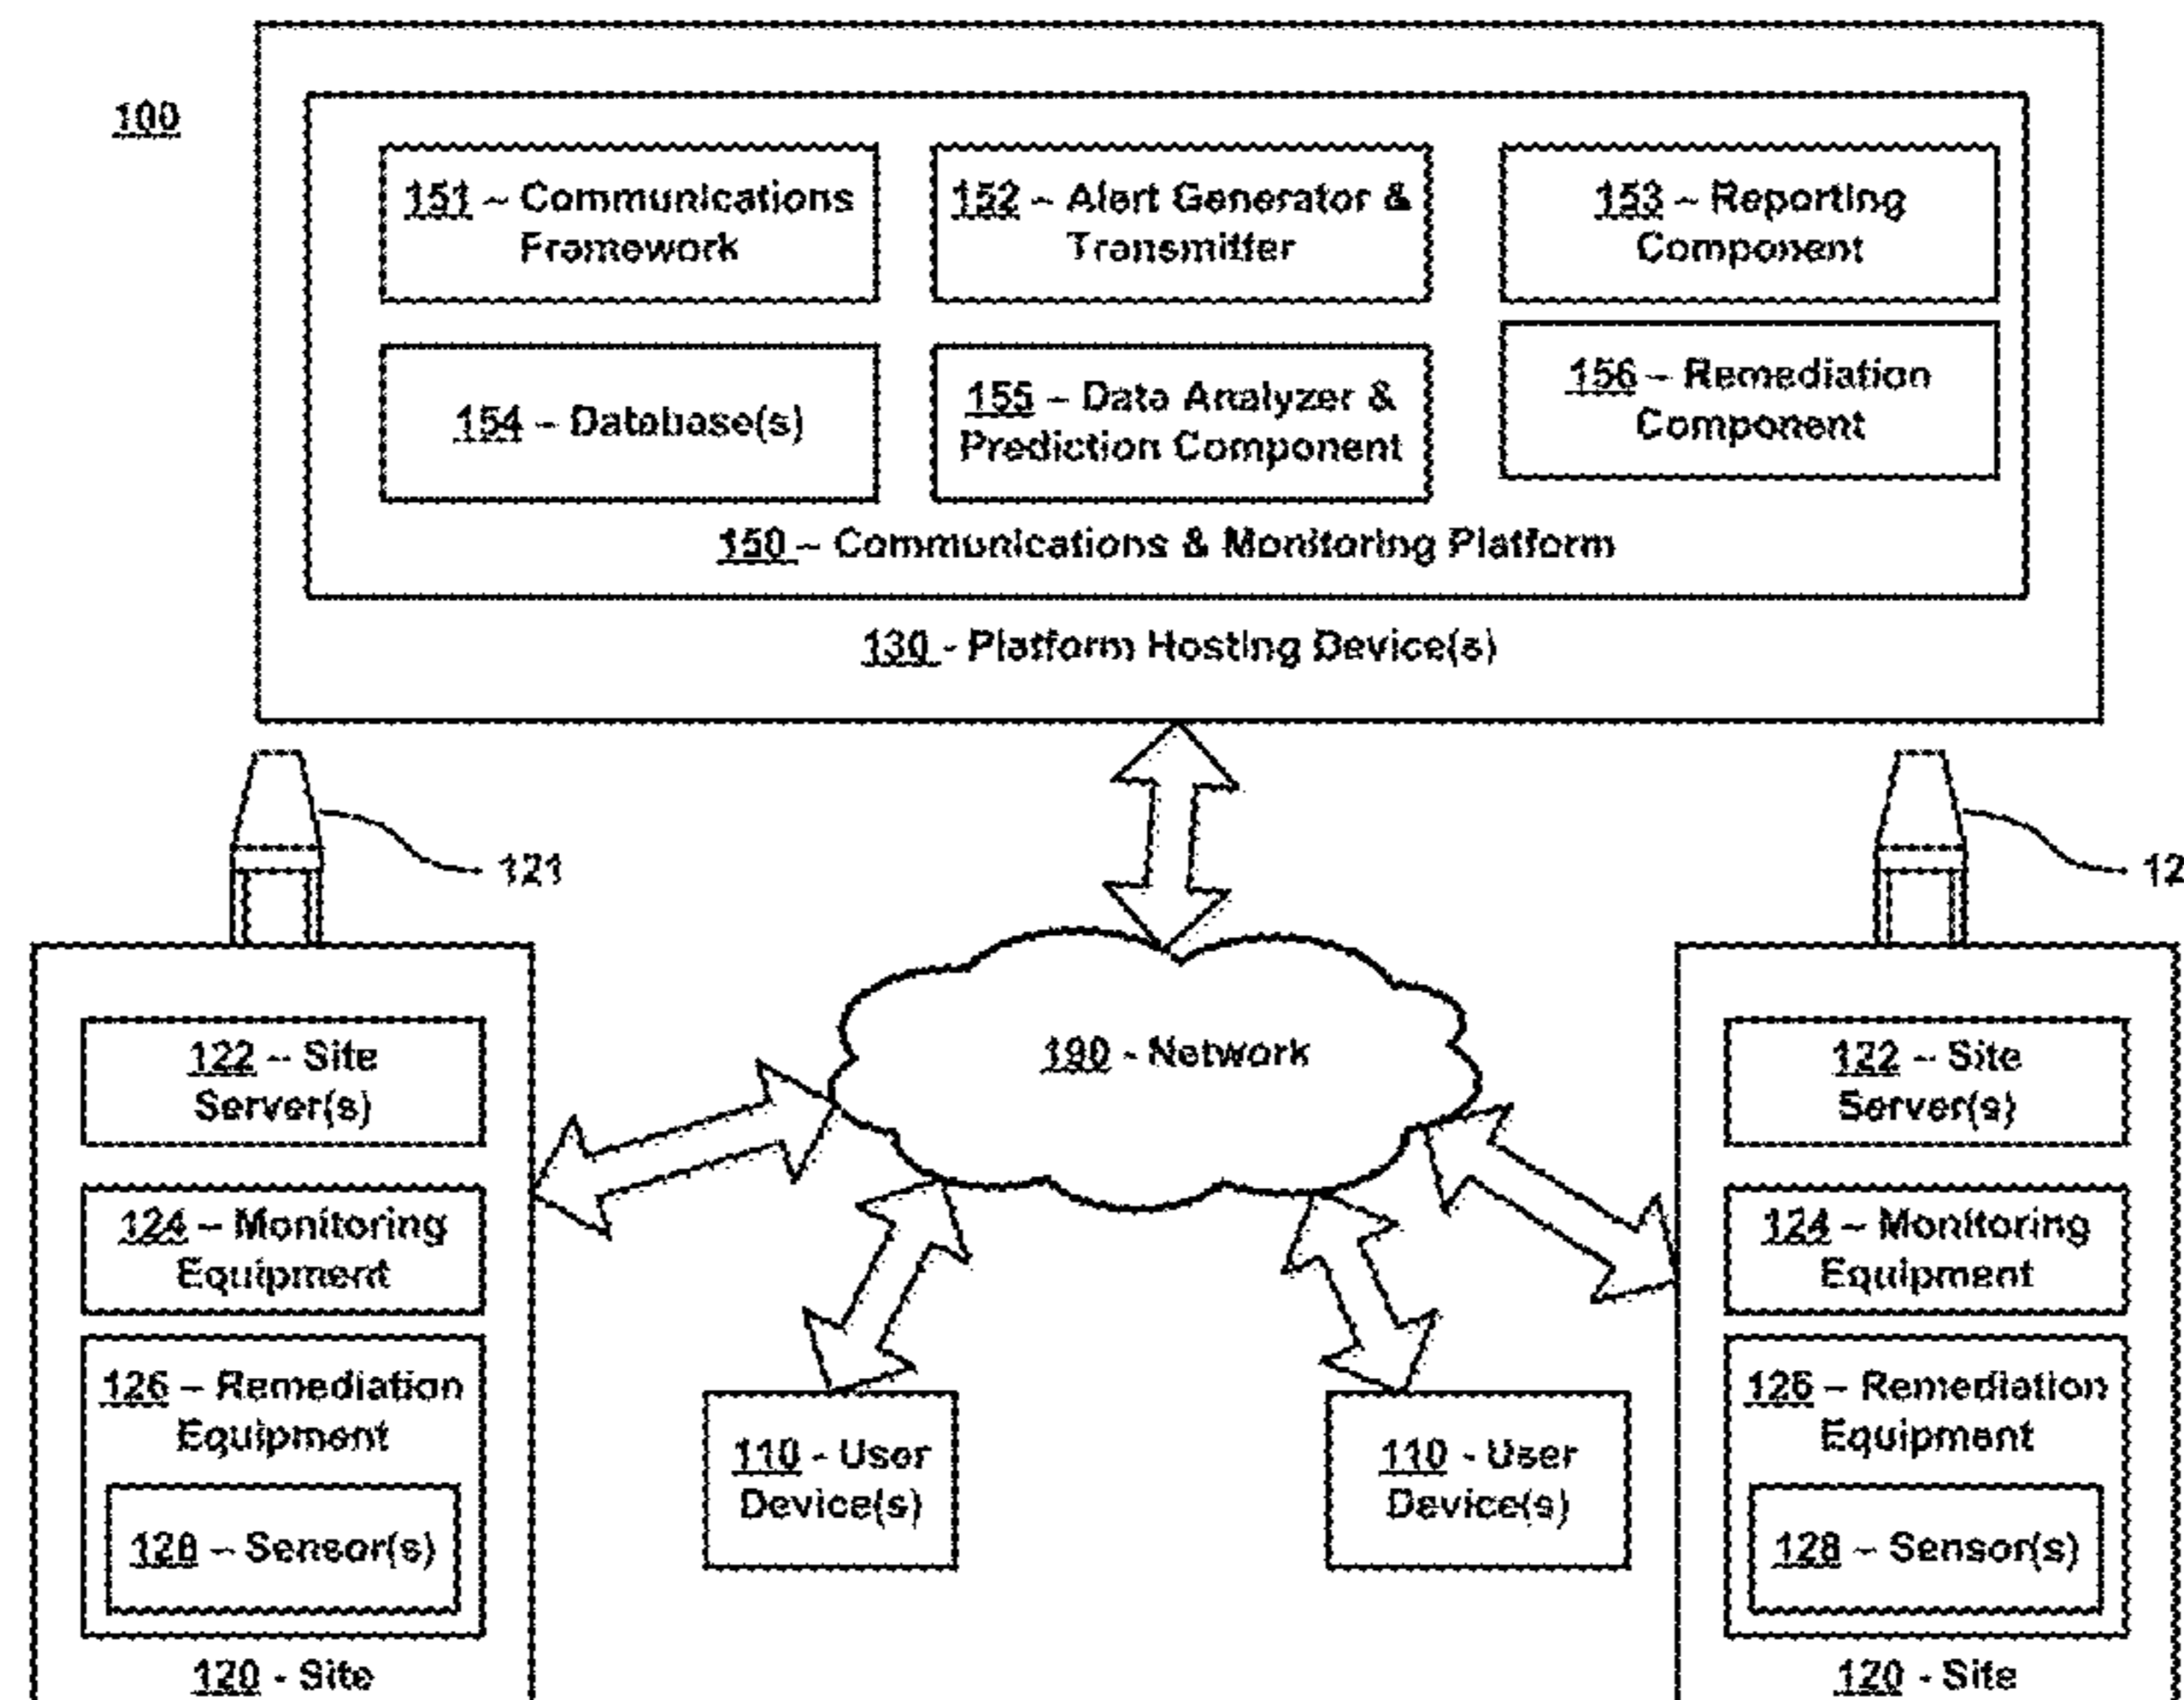 100
151 – Communications
Framework
152 – Alert Generator &
Transmitter
153 – Reporting
Component
154 – Database(s)
155 – Data Analyzer &
Prediction Component
156 – Remediation
Component
150 – Communications & Monitoring Platform
130 - Platform Hosting Device(s)
121
12
190 - Network
122 – Site
Server(s)
124 – Monitoring
Equipment
126 – Remediation
Equipment
128 – Sensor(s)
120 - Site
110 - User
Device(s)
110 - User
Device(s)
122 – Site
Server(s)
124 – Monitoring
Equipment
126 – Remediation
Equipment
128 – Sensor(s)
120 - Site